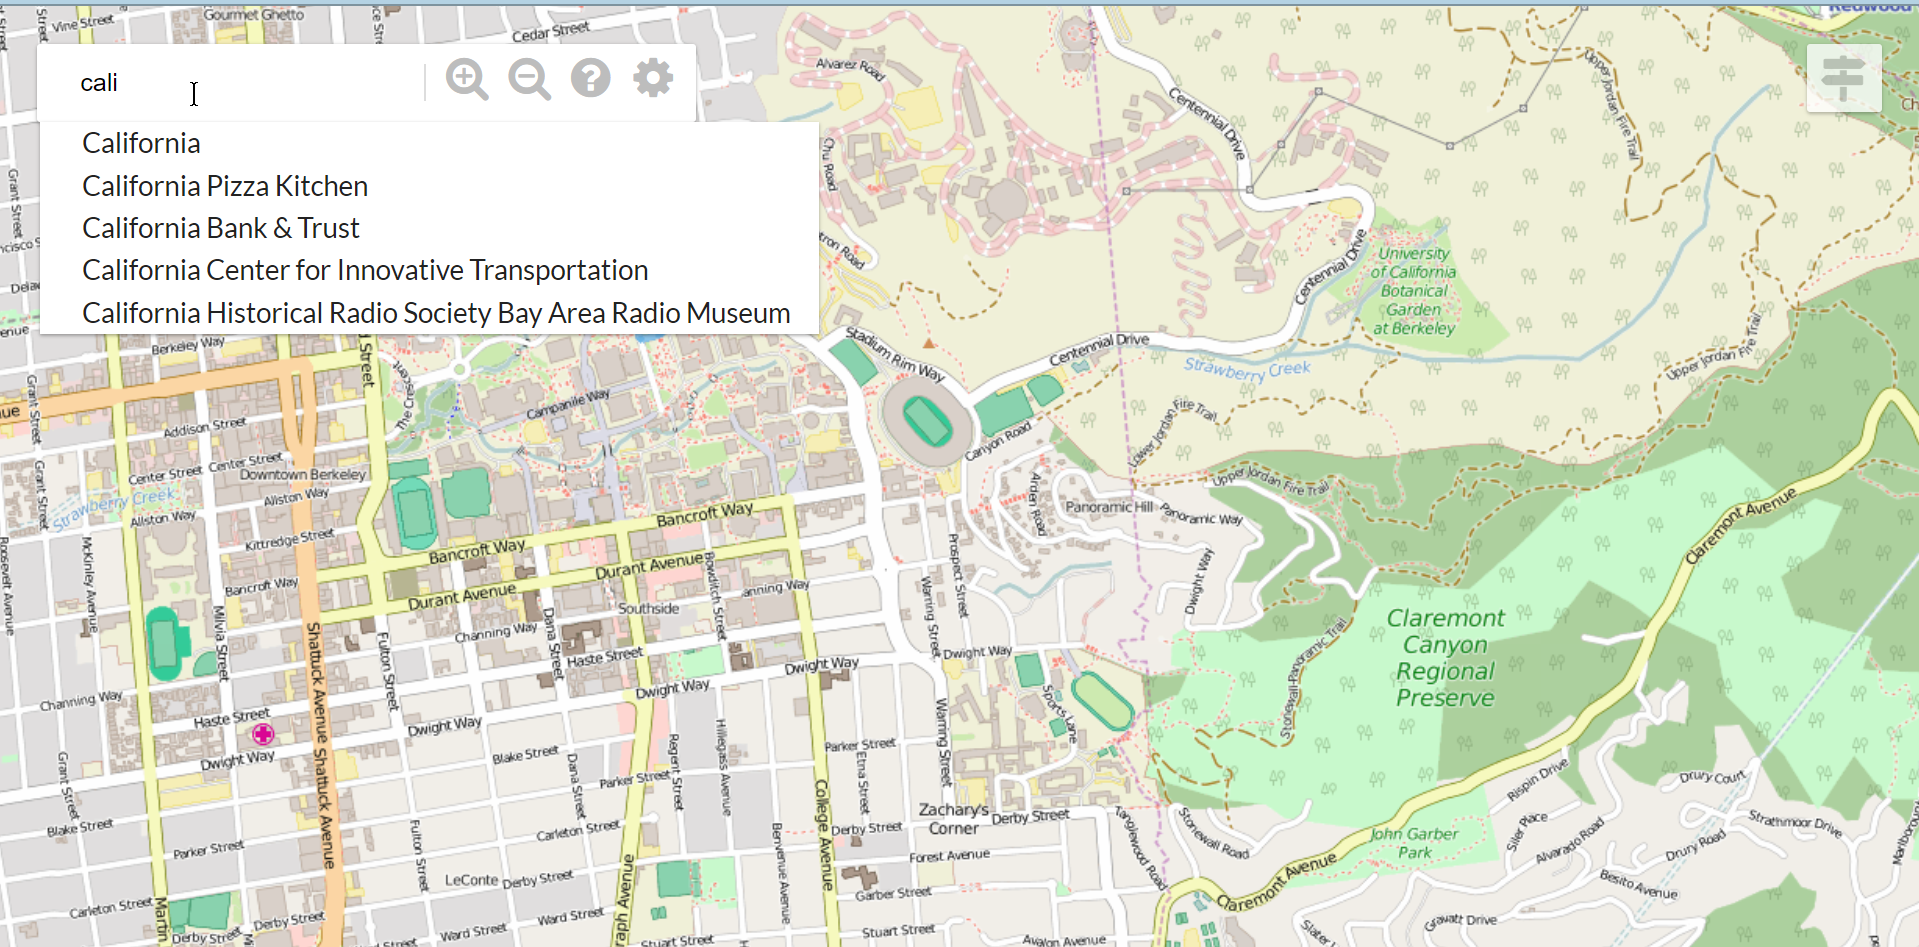 Vine Street
Gourmet Ghetto
Cedar Street
Redwood
cali
California
California Pizza Kitchen
California Bank & Trust
California Center for Innovative Transportation
California Historical Radio Society Bay Area Radio Museum
Alvarez Road
Chu Road
Centennial Drive
Upper Jordan Fire Trail
Grant Street
Centennial Drive
University
of California
Botanical
Garden
at Berkeley
Berkeley Way
Stadium Rim Way
Centennial Drive
Strawberry Creek
Upper Jordan Fire Trail
Grant Street
The Crescent
Campanile Way
Addison Street
Lower Jordan Fire Trail
Canyon Road
Center Street
Center Street
Downtown Berkeley
Grant Street
Strawberry Creek
Allston Way
Allston Way
Upper Jordan Fire Trail
Arden Road
Panoramic Hill
Panoramic Way
Bancroft Way
Claremont Avenue
Kittredge Street
Bancroft Way
Durant Avenue
Roosevelt Avenue
McKinley Avenue
Bancroft Way
Durant Avenue
Bowditch Street
Prospect Street
Warring Street
Dwight Way
Southside
Milvia Street
Channing Way
Dana Street
Fulton Street
Shattuck Avenue
Shattuck Avenue
Haste Street
Dwight Way
Dwight Way
Dwight Way
Claremont
Canyon
Regional
Preserve
Stonewall-Panoramic Trail
Sports Lane
Channing Way
Haste Street
Dwight Way
Dwight Way
Warring Street
Blake Street
Parker Street
Parker Street
Regent Street
Hillegass Avenue
Etna Street
College Avenue
Dana Street
Grant Street
Rispin Drive
Drury Court
Zachary's
Corner
Derby Street
Derby Street
Tanglewood Road
Stonewall Road
John Garber
Park
Siler Place
Alvarado Road
Strathmoor Drive
Drury Road
Blake Street
Parker Street
Fulton Street
Carleton Street
Benvenue Avenue
Forest Avenue
LeConte
Derby Street
Garber Street
Claremont Avenue
Besito Avenue
Carleton Street
Martin
Derby Street
Derby Street
Ward Street
Ward Street
Stuart Street
Stuart Street
Avalon Avenue
Gravatt Drive